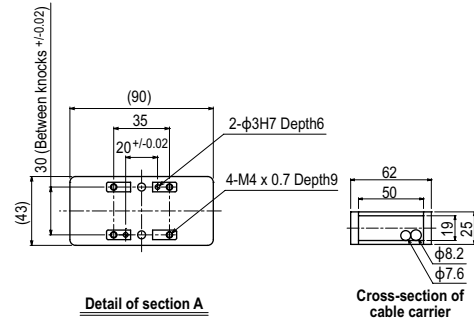 30 (Between knocks +/-0.02)
(90)
35
20+/-0.02
2-ϕ3H7 Depth6
4-M4 x 0.7 Depth9
(43)
62
50
19
25
ϕ8.2
ϕ7.6
Detail of section A
Cross-section of
cable carrier